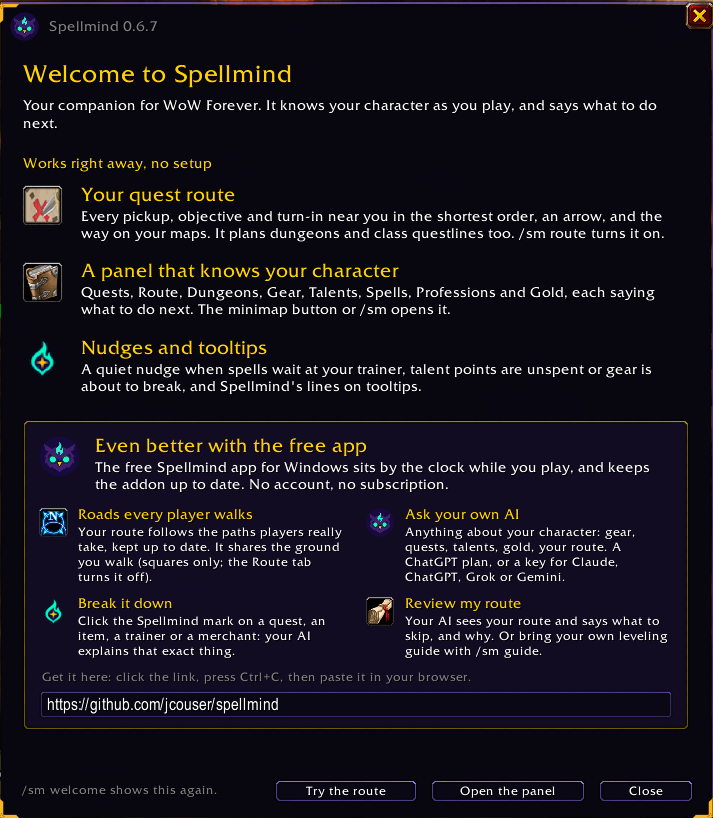 Spellmind 0.6.7
Welcome to Spellmind
Your companion for WoW Forever. It knows your character as you play, and says what to do
next.
Works right away, no setup
Your quest route
Every pickup, objective and turn-in near you in the shortest order, an arrow, and the
way on your maps. It plans dungeons and class questlines too. /sm route turns it on.
A panel that knows your character
Quests, Route, Dungeons, Gear, Talents, Spells, Professions and Gold, each saying
what to do next. The minimap button or /sm opens it.
Nudges and tooltips
A quiet nudge when spells wait at your trainer, talent points are unspent or gear is
about to break, and Spellmind's lines on tooltips.
Even better with the free app
The free Spellmind app for Windows sits by the clock while you play, and keeps
the addon up to date. No account, no subscription.
N
Roads every player walks
Your route follows the paths players really
take, kept up to date. It shares the ground
you walk (squares only; the Route tab
turns it off).
Ask your own AI
Anything about your character: gear,
quests, talents, gold, your route. A
ChatGPT plan, or a key for Claude,
ChatGPT, Grok or Gemini.
Break it down
Click the Spellmind mark on a quest, an
item, a trainer or a merchant: your AI
explains that exact thing.
Review my route
Your AI sees your route and says what to
skip, and why. Or bring your own leveling
guide with /sm guide.
Get it here: click the link, press Ctrl+C, then paste it in your browser.
https://github.com/jcouser/spellmind
/sm welcome shows this again.
Try the route
Open the panel
Close